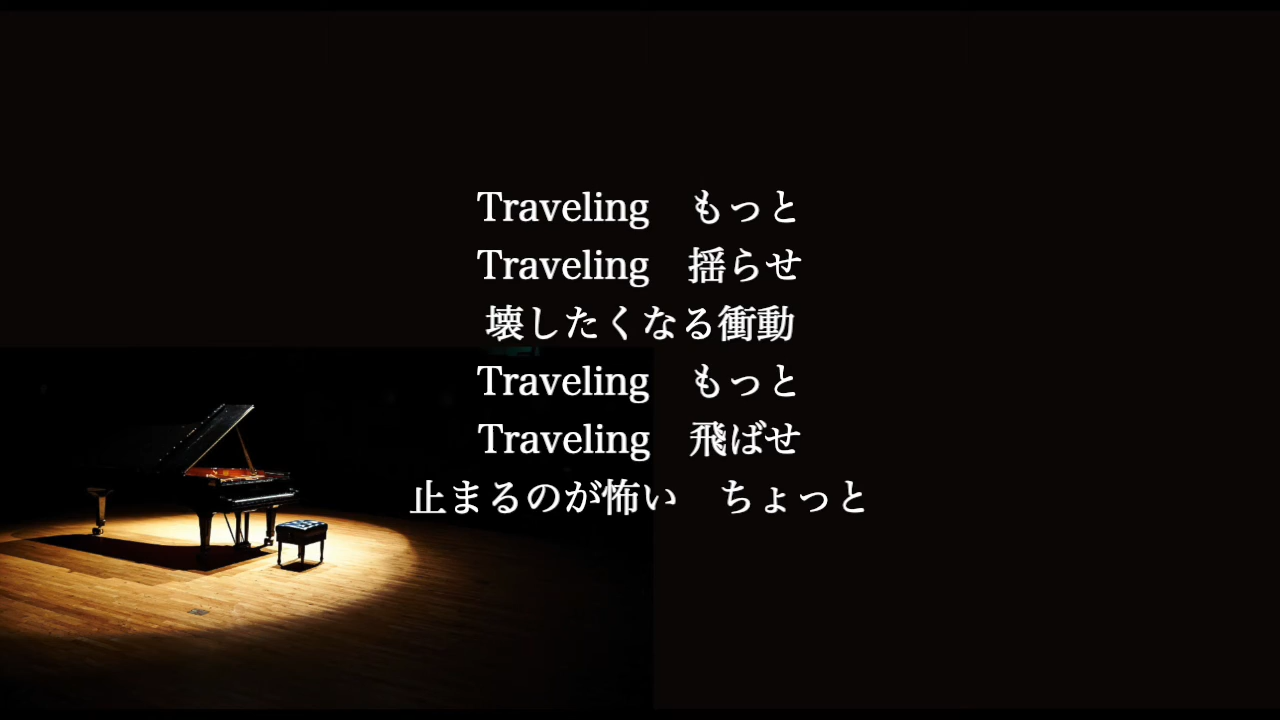 Traveling　もっと
Traveling　揺らせ
壊したくなる衝動
Traveling　もっと
Traveling　飛ばせ
止まるのが怖い　ちょっと